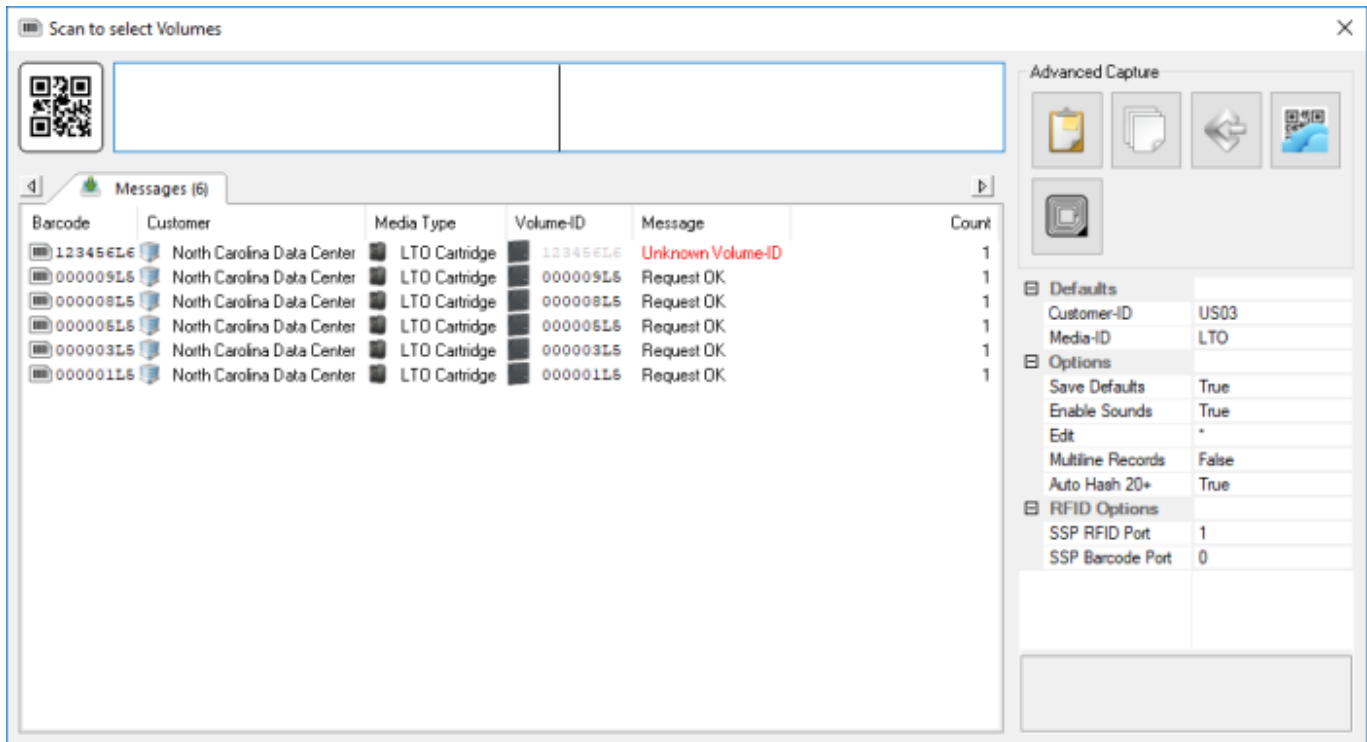 Scan to select Volumes
Advanced Capture
Messages (6)
Barcode Customer Media Type Volume-ID Message Count
123456L6 North Carolina Data Center LTO Cartridge 123456L6 Unknown Volume-ID 1
000009L5 North Carolina Data Center LTO Cartridge 000009L5 Request OK 1
000008L5 North Carolina Data Center LTO Cartridge 000008L5 Request OK 1
000005L5 North Carolina Data Center LTO Cartridge 000005L5 Request OK 1
000003L5 North Carolina Data Center LTO Cartridge 000003L5 Request OK 1
000001L5 North Carolina Data Center LTO Cartridge 000001L5 Request OK 1
Defaults
Customer-ID US03
Media-ID LTO
Options
Save Defaults True
Enable Sounds True
Edit *
Multiline Records False
Auto Hash 20+ True
RFID Options
SSP RFID Port 1
SSP Barcode Port 0